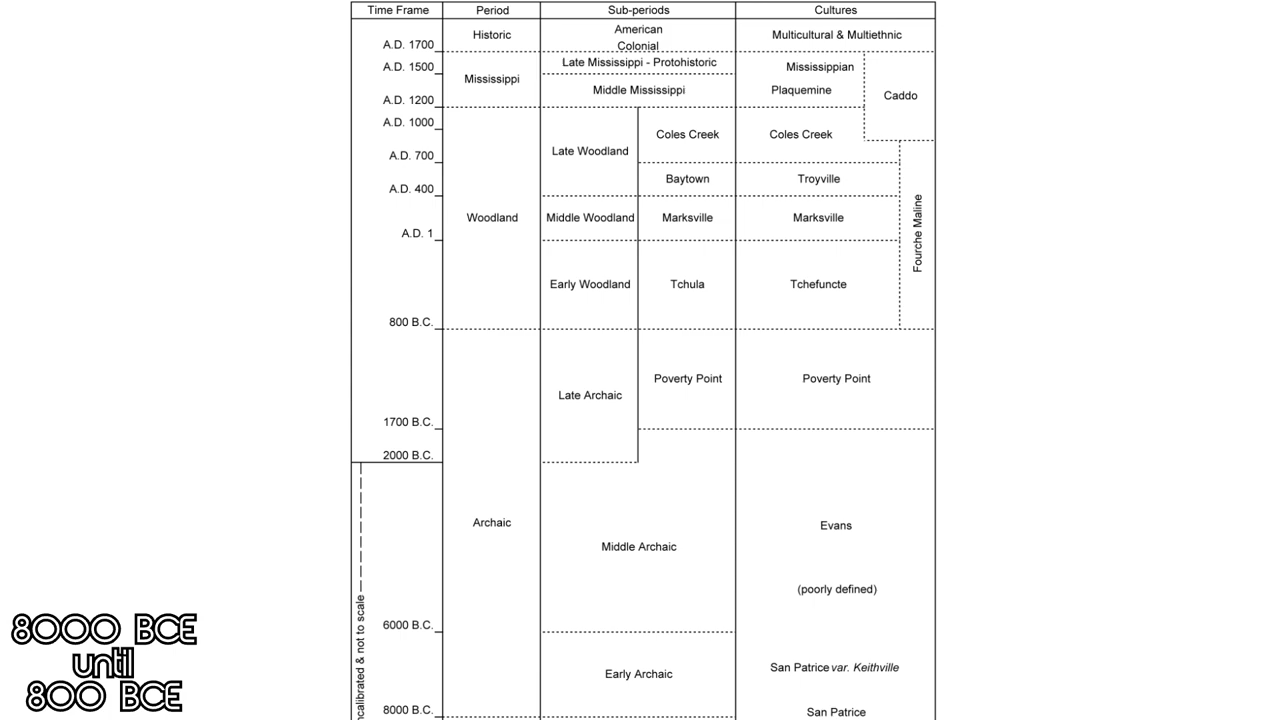 Time Frame Period Sub-periods Cultures
Historic American Multicultural & Multiethnic
A.D. 1700 Colonial
A.D. 1500 Late Mississippi - Protohistoric Mississippian
Mississippi
Middle Mississippi Plaquemine Caddo
A.D. 1200
A.D. 1000
Coles Creek Coles Creek
Late Woodland
A.D. 700
Baytown Troyville
A.D. 400
Woodland Middle Woodland Marksville Marksville
Fourche Maline
A.D. 1
Early Woodland Tchula Tchefuncte
800 B.C.
Poverty Point Poverty Point
Late Archaic
1700 B.C.
2000 B.C.
Archaic Evans
Middle Archaic
(poorly defined)
6000 B.C.
San Patrice var. Keithville
Early Archaic
8000 B.C. San Patrice
& not to scale
8000 BCE
until
800 BCE